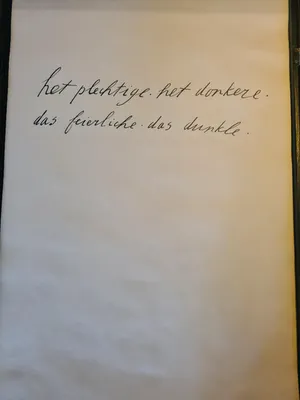 het plechtige. het donkere.
das feierliche. das dunkle.